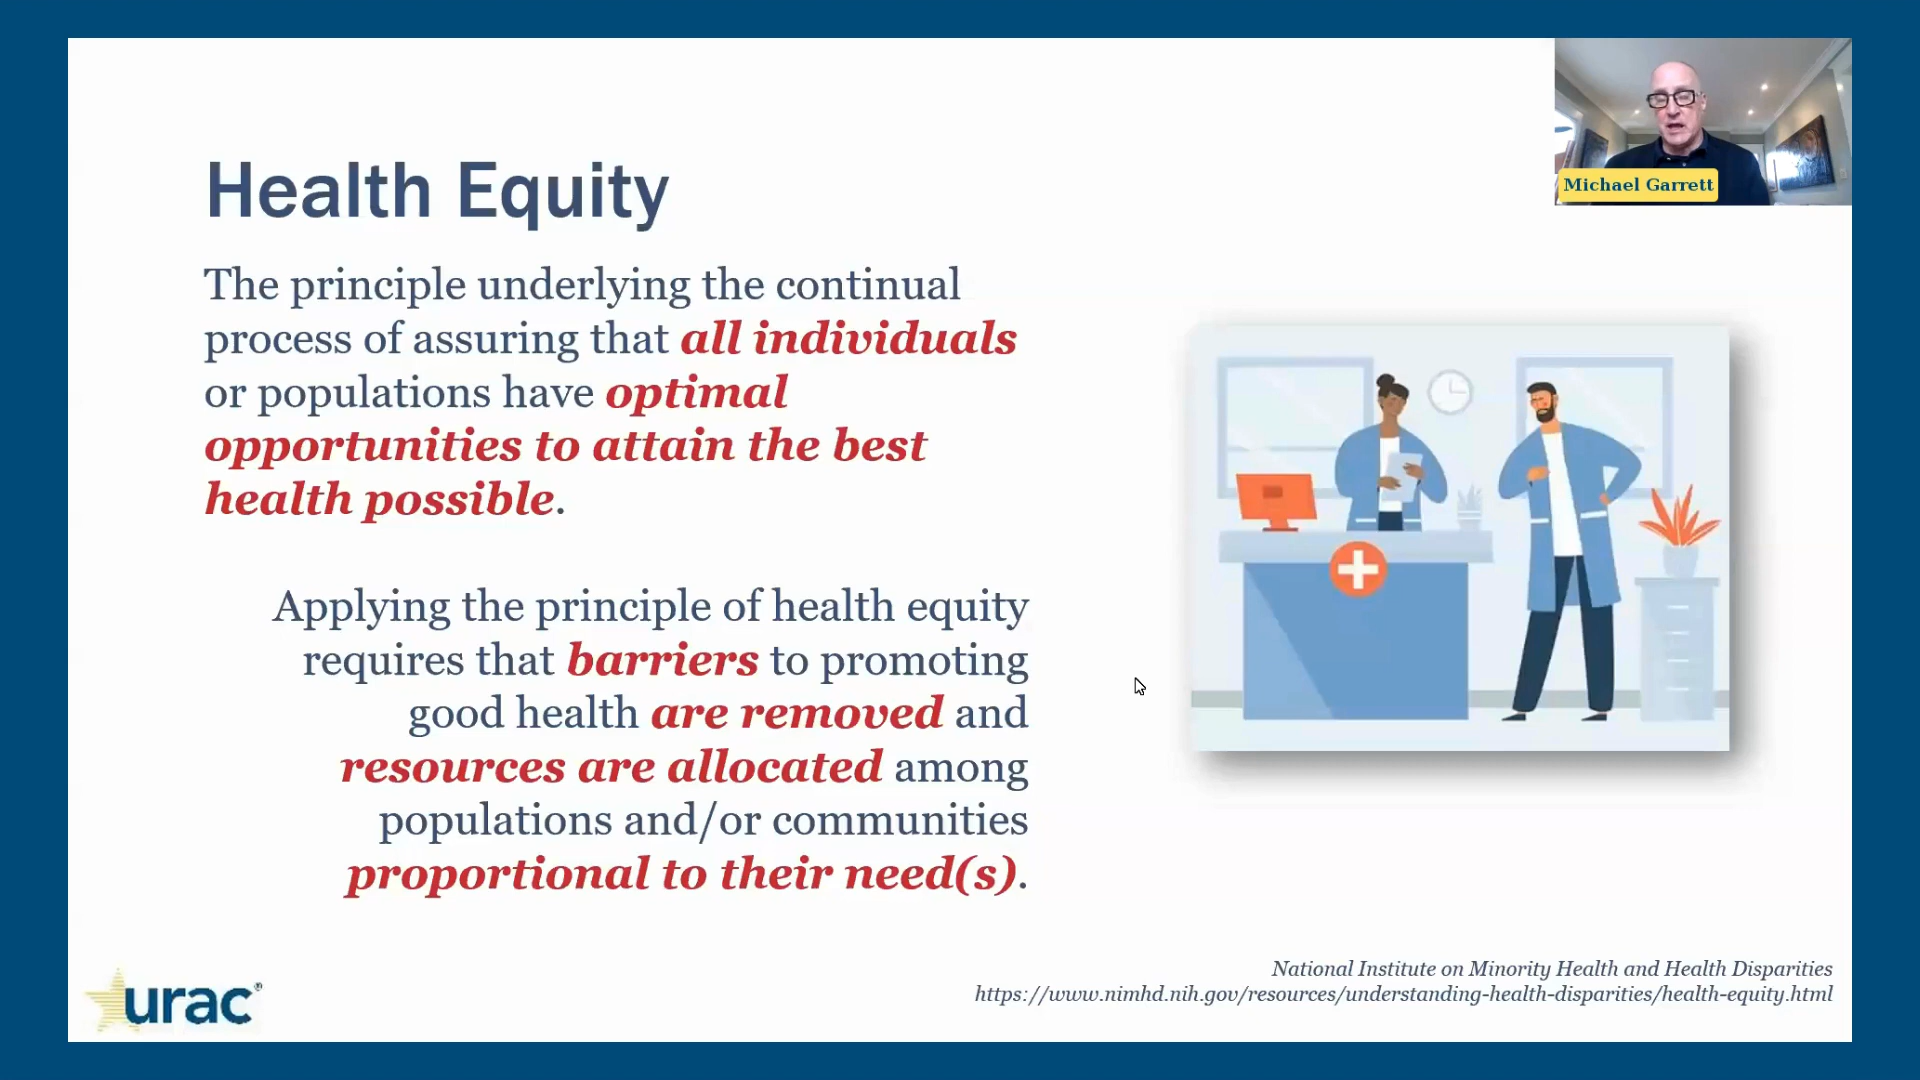 Michael Garrett
Health Equity
The principle underlying the continual
process of assuring that all individuals
or populations have optimal
opportunities to attain the best
health possible.
Applying the principle of health equity
requires that barriers to promoting
good health are removed and
resources are allocated among
populations and/or communities
proportional to their need(s).
urac®
National Institute on Minority Health and Health Disparities
https://www.nimhd.nih.gov/resources/understanding-health-disparities/health-equity.html